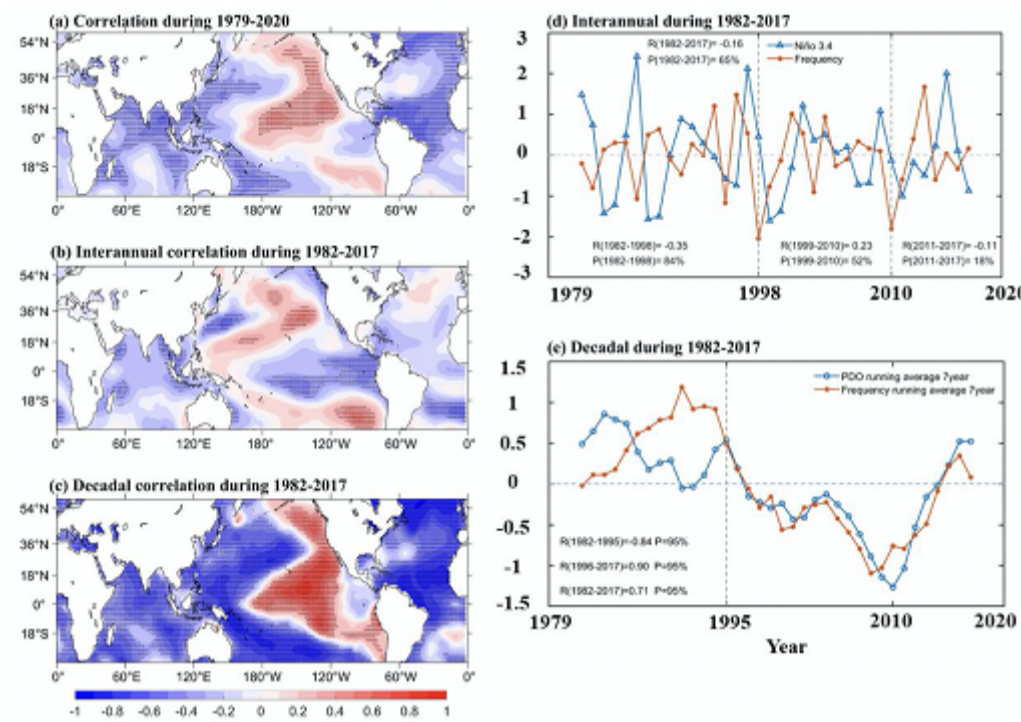 (a) Correlation during 1979-2020
54°N
36°N
18°N
0°
18°S
0° 60°E 120°E 180°W 120°W 60°W 0°
(b) Interannual correlation during 1982-2017
54°N
36°N
18°N
0°
18°S
0° 60°E 120°E 180°W 120°W 60°W 0°
(c) Decadal correlation during 1982-2017
54°N
36°N
18°N
0°
18°S
0° 60°E 120°E 180°W 120°W 60°W 0°
-1 -0.8 -0.6 -0.4 -0.2 0 0.2 0.4 0.6 0.8 1
(d) Interannual during 1982-2017
3
2
1
0
-1
-2
-3
R(1982-2017)= -0.16
P(1982-2017)= 65%
Niño 3.4
Frequency
R(1982-1998)= -0.35
P(1982-1998)= 84%
R(1999-2010)= 0.23
P(1999-2010)= 52%
R(2011-2017)= -0.11
P(2011-2017)= 18%
1979 1998 2010 2020
(e) Decadal during 1982-2017
1.5
1
0.5
0
-0.5
-1
-1.5
PDO running average 7year
Frequency running average 7year
R(1982-1995)=-0.84 P=95%
R(1996-2017)=0.90 P=95%
R(1982-2017)=0.71 P=95%
1979 1995 2010 2020
Year